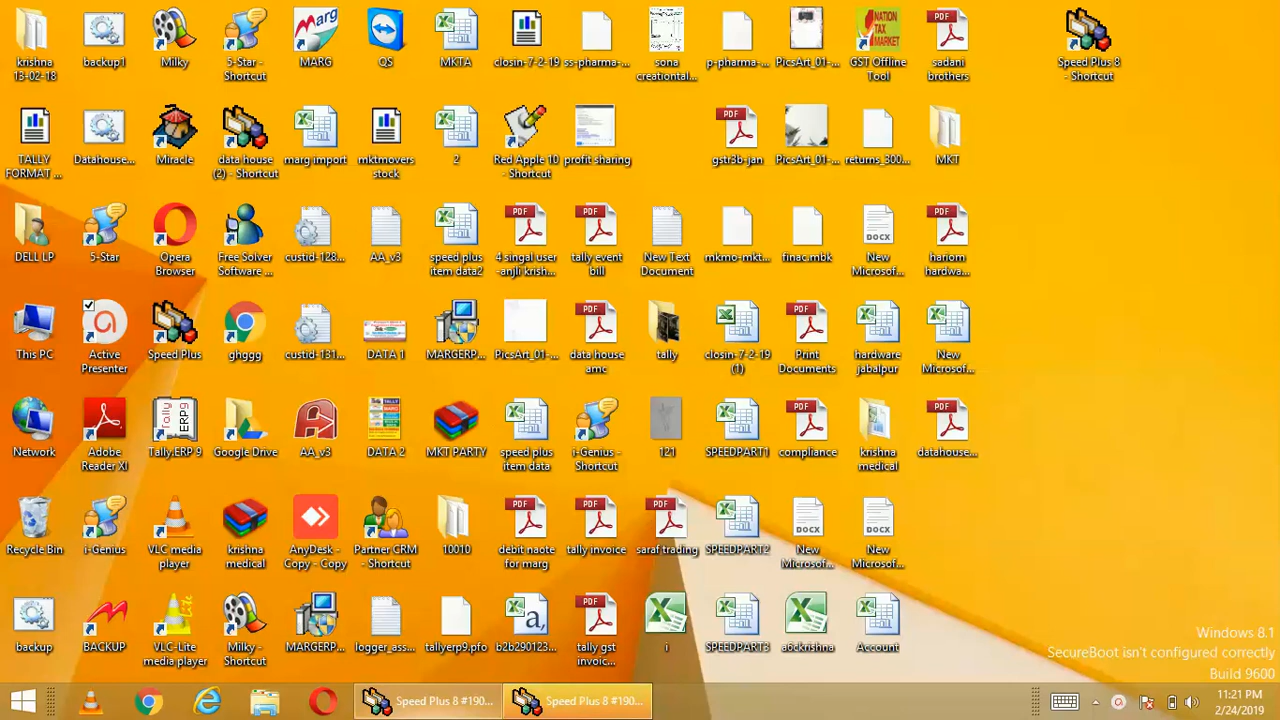 krishna 13-02-18
backup1
Milky
5-Star - Shortcut
MARG
QS
MKTA
closin-7-2-19
ss-pharma-...
sona creationtal...
p-pharma-...
PicsArt_01-...
GST Offline Tool
sadani brothers
Speed Plus 8 - Shortcut
TALLY FORMAT ...
Datahouse...
Miracle
data house (2) - Shortcut
marg import
mktmovers stock
2
Red Apple 10 - Shortcut
profit sharing
gstr3b-jan
PicsArt_01-...
returns_300...
MKT
DELL LP
5-Star
Opera Browser
Free Solver Software ...
custid-128...
AA_v3
speed plus item data2
4 singal user -anjli krish...
tally event bill
New Text Document
mkmo-mkt...
finac.mbk
New Microsof...
hariom hardwa...
This PC
Active Presenter
Speed Plus
ghggg
custid-131...
DATA 1
MARGERP...
PicsArt_01-...
data house amc
tally
closin-7-2-19 (1)
Print Documents
hardware jabalpur
New Microsof...
Network
Adobe Reader XI
Tally.ERP 9
Google Drive
AA_v3
DATA 2
MKT PARTY
speed plus item data
i-Genius - Shortcut
121
SPEEDPART1
compliance
krishna medical
datahouse...
Recycle Bin
i-Genius
VLC media player
krishna medical
AnyDesk - Copy - Copy
Partner CRM - Shortcut
10010
debit naote for marg
tally invoice
saraf trading
SPEEDPART2
New Microsof...
New Microsof...
backup
BACKUP
VLC-Lite media player
Milky - Shortcut
MARGERP...
logger_ass...
tallyerp9.pfo
b2b290123...
tally gst invoic...
i
SPEEDPART3
a6ckrishna
Account
Windows 8.1
SecureBoot isn't configured correctly
Build 9600
Speed Plus 8 #190...
Speed Plus 8 #190...
11:21 PM
2/24/2019